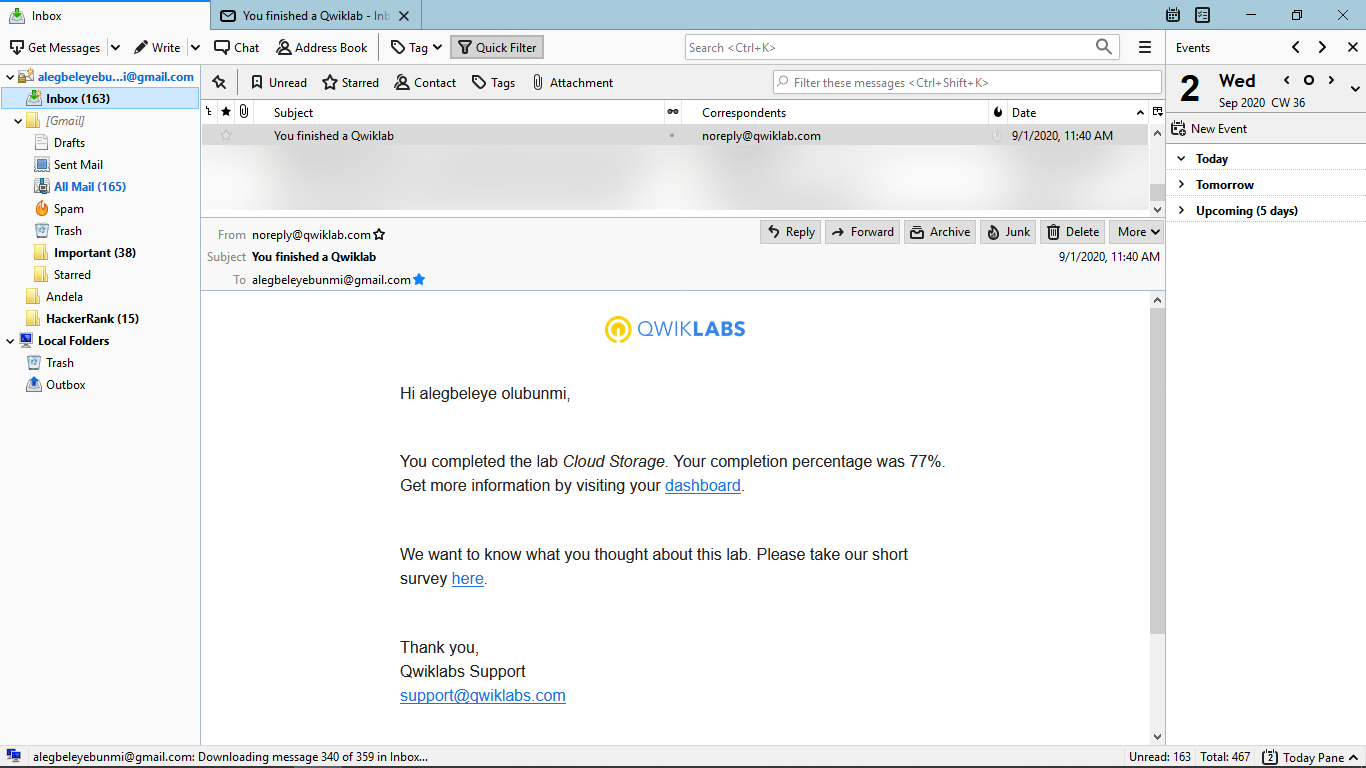 Inbox
You finished a Qwiklab - Inb
Get Messages
Write
Chat
Address Book
Tag
Quick Filter
Search <Ctrl+K>
Events
alegbeleyebu...i@gmail.com
Inbox (163)
[Gmail]
Drafts
Sent Mail
All Mail (165)
Spam
Trash
Important (38)
Starred
Andela
HackerRank (15)
Local Folders
Trash
Outbox
Unread
Starred
Contact
Tags
Attachment
Filter these messages <Ctrl+Shift+K>
Subject
Correspondents
Date
You finished a Qwiklab
noreply@qwiklab.com
9/1/2020, 11:40 AM
From noreply@qwiklab.com
Reply
Forward
Archive
Junk
Delete
More
Subject You finished a Qwiklab
9/1/2020, 11:40 AM
To alegbeleyebunmi@gmail.com
QWIKLABS
Hi alegbeleye olubunmi,
You completed the lab Cloud Storage. Your completion percentage was 77%.
Get more information by visiting your dashboard.
We want to know what you thought about this lab. Please take our short
survey here.
Thank you,
Qwiklabs Support
support@qwiklabs.com
2
Wed
Sep 2020 CW 36
New Event
Today
Tomorrow
Upcoming (5 days)
alegbeleyebunmi@gmail.com: Downloading message 340 of 359 in Inbox...
Unread: 163
Total: 467
2
Today Pane